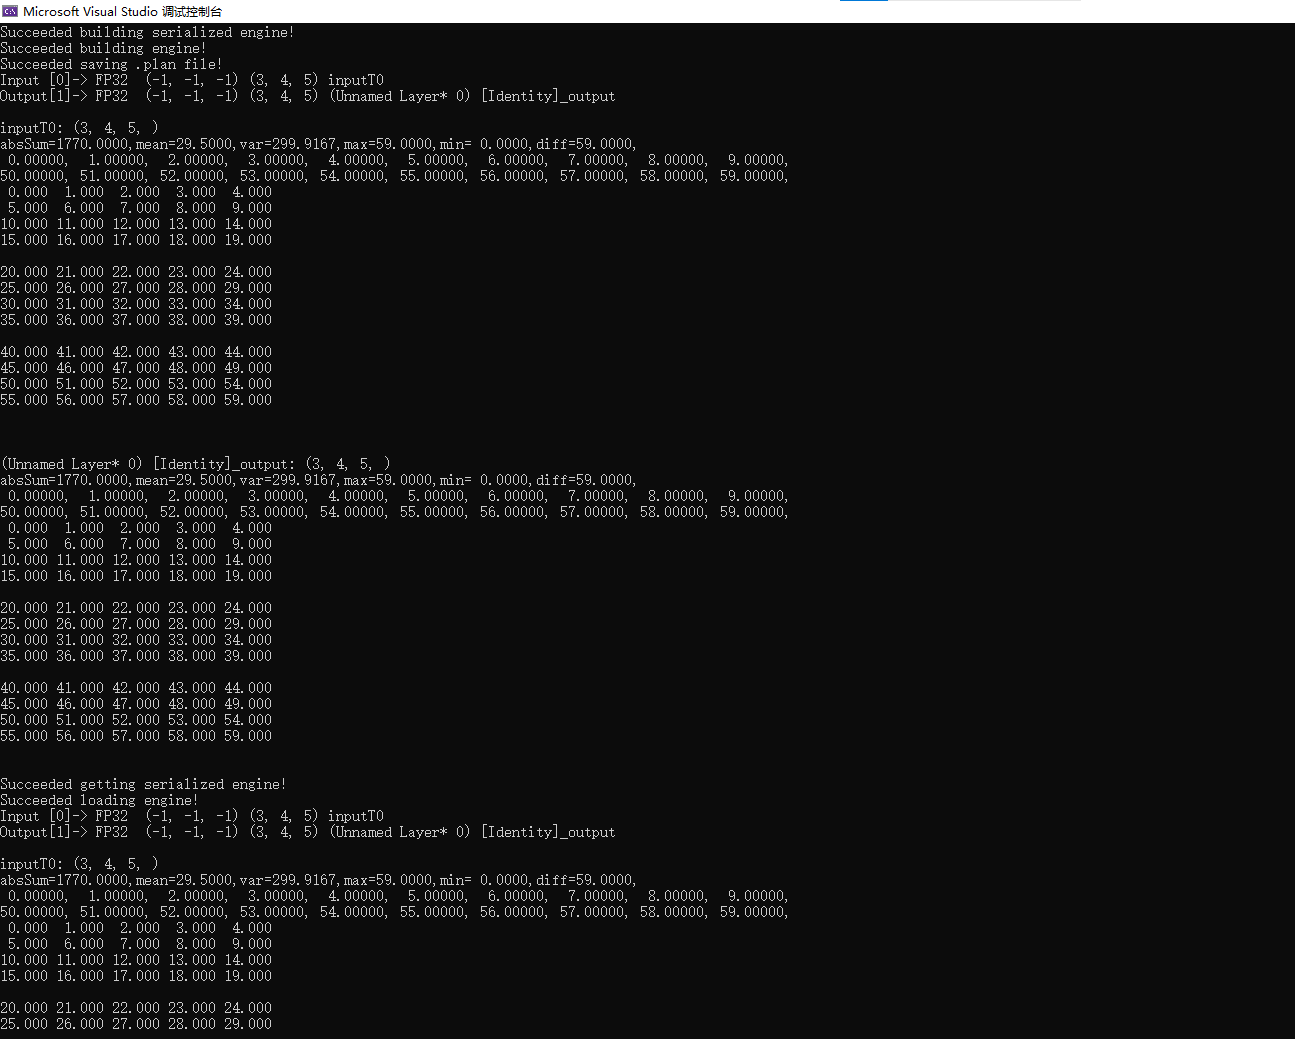 Microsoft Visual Studio 调试控制台
Succeeded building serialized engine!
Succeeded building engine!
Succeeded saving .plan file!
Input [0]-> FP32  (-1, -1, -1) (3, 4, 5) inputT0
Output[1]-> FP32  (-1, -1, -1) (3, 4, 5) (Unnamed Layer* 0) [Identity]_output
inputT0: (3, 4, 5, )
absSum=1770.0000,mean=29.5000,var=299.9167,max=59.0000,min= 0.0000,diff=59.0000,
 0.00000,  1.00000,  2.00000,  3.00000,  4.00000,  5.00000,  6.00000,  7.00000,  8.00000,  9.00000,
50.00000, 51.00000, 52.00000, 53.00000, 54.00000, 55.00000, 56.00000, 57.00000, 58.00000, 59.00000,
 0.000  1.000  2.000  3.000  4.000
 5.000  6.000  7.000  8.000  9.000
10.000 11.000 12.000 13.000 14.000
15.000 16.000 17.000 18.000 19.000
20.000 21.000 22.000 23.000 24.000
25.000 26.000 27.000 28.000 29.000
30.000 31.000 32.000 33.000 34.000
35.000 36.000 37.000 38.000 39.000
40.000 41.000 42.000 43.000 44.000
45.000 46.000 47.000 48.000 49.000
50.000 51.000 52.000 53.000 54.000
55.000 56.000 57.000 58.000 59.000
(Unnamed Layer* 0) [Identity]_output: (3, 4, 5, )
absSum=1770.0000,mean=29.5000,var=299.9167,max=59.0000,min= 0.0000,diff=59.0000,
 0.00000,  1.00000,  2.00000,  3.00000,  4.00000,  5.00000,  6.00000,  7.00000,  8.00000,  9.00000,
50.00000, 51.00000, 52.00000, 53.00000, 54.00000, 55.00000, 56.00000, 57.00000, 58.00000, 59.00000,
 0.000  1.000  2.000  3.000  4.000
 5.000  6.000  7.000  8.000  9.000
10.000 11.000 12.000 13.000 14.000
15.000 16.000 17.000 18.000 19.000
20.000 21.000 22.000 23.000 24.000
25.000 26.000 27.000 28.000 29.000
30.000 31.000 32.000 33.000 34.000
35.000 36.000 37.000 38.000 39.000
40.000 41.000 42.000 43.000 44.000
45.000 46.000 47.000 48.000 49.000
50.000 51.000 52.000 53.000 54.000
55.000 56.000 57.000 58.000 59.000
Succeeded getting serialized engine!
Succeeded loading engine!
Input [0]-> FP32  (-1, -1, -1) (3, 4, 5) inputT0
Output[1]-> FP32  (-1, -1, -1) (3, 4, 5) (Unnamed Layer* 0) [Identity]_output
inputT0: (3, 4, 5, )
absSum=1770.0000,mean=29.5000,var=299.9167,max=59.0000,min= 0.0000,diff=59.0000,
 0.00000,  1.00000,  2.00000,  3.00000,  4.00000,  5.00000,  6.00000,  7.00000,  8.00000,  9.00000,
50.00000, 51.00000, 52.00000, 53.00000, 54.00000, 55.00000, 56.00000, 57.00000, 58.00000, 59.00000,
 0.000  1.000  2.000  3.000  4.000
 5.000  6.000  7.000  8.000  9.000
10.000 11.000 12.000 13.000 14.000
15.000 16.000 17.000 18.000 19.000
20.000 21.000 22.000 23.000 24.000
25.000 26.000 27.000 28.000 29.000